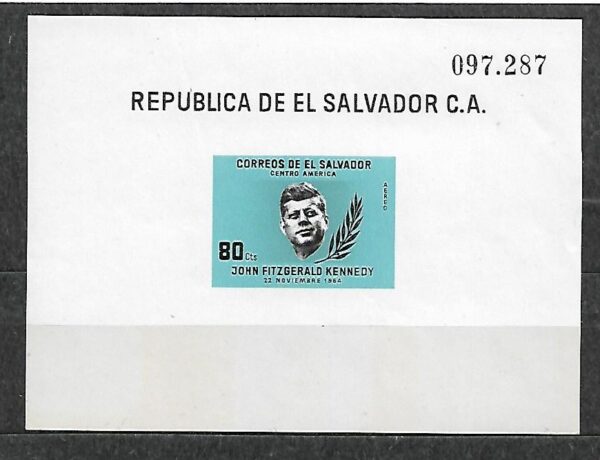 097.287
REPUBLICA DE EL SALVADOR C.A.
CORREOS DE EL SALVADOR
CENTRO AMERICA
AEREO
80 Cts
JOHN FITZGERALD KENNEDY
22 NOVIEMBRE 1964